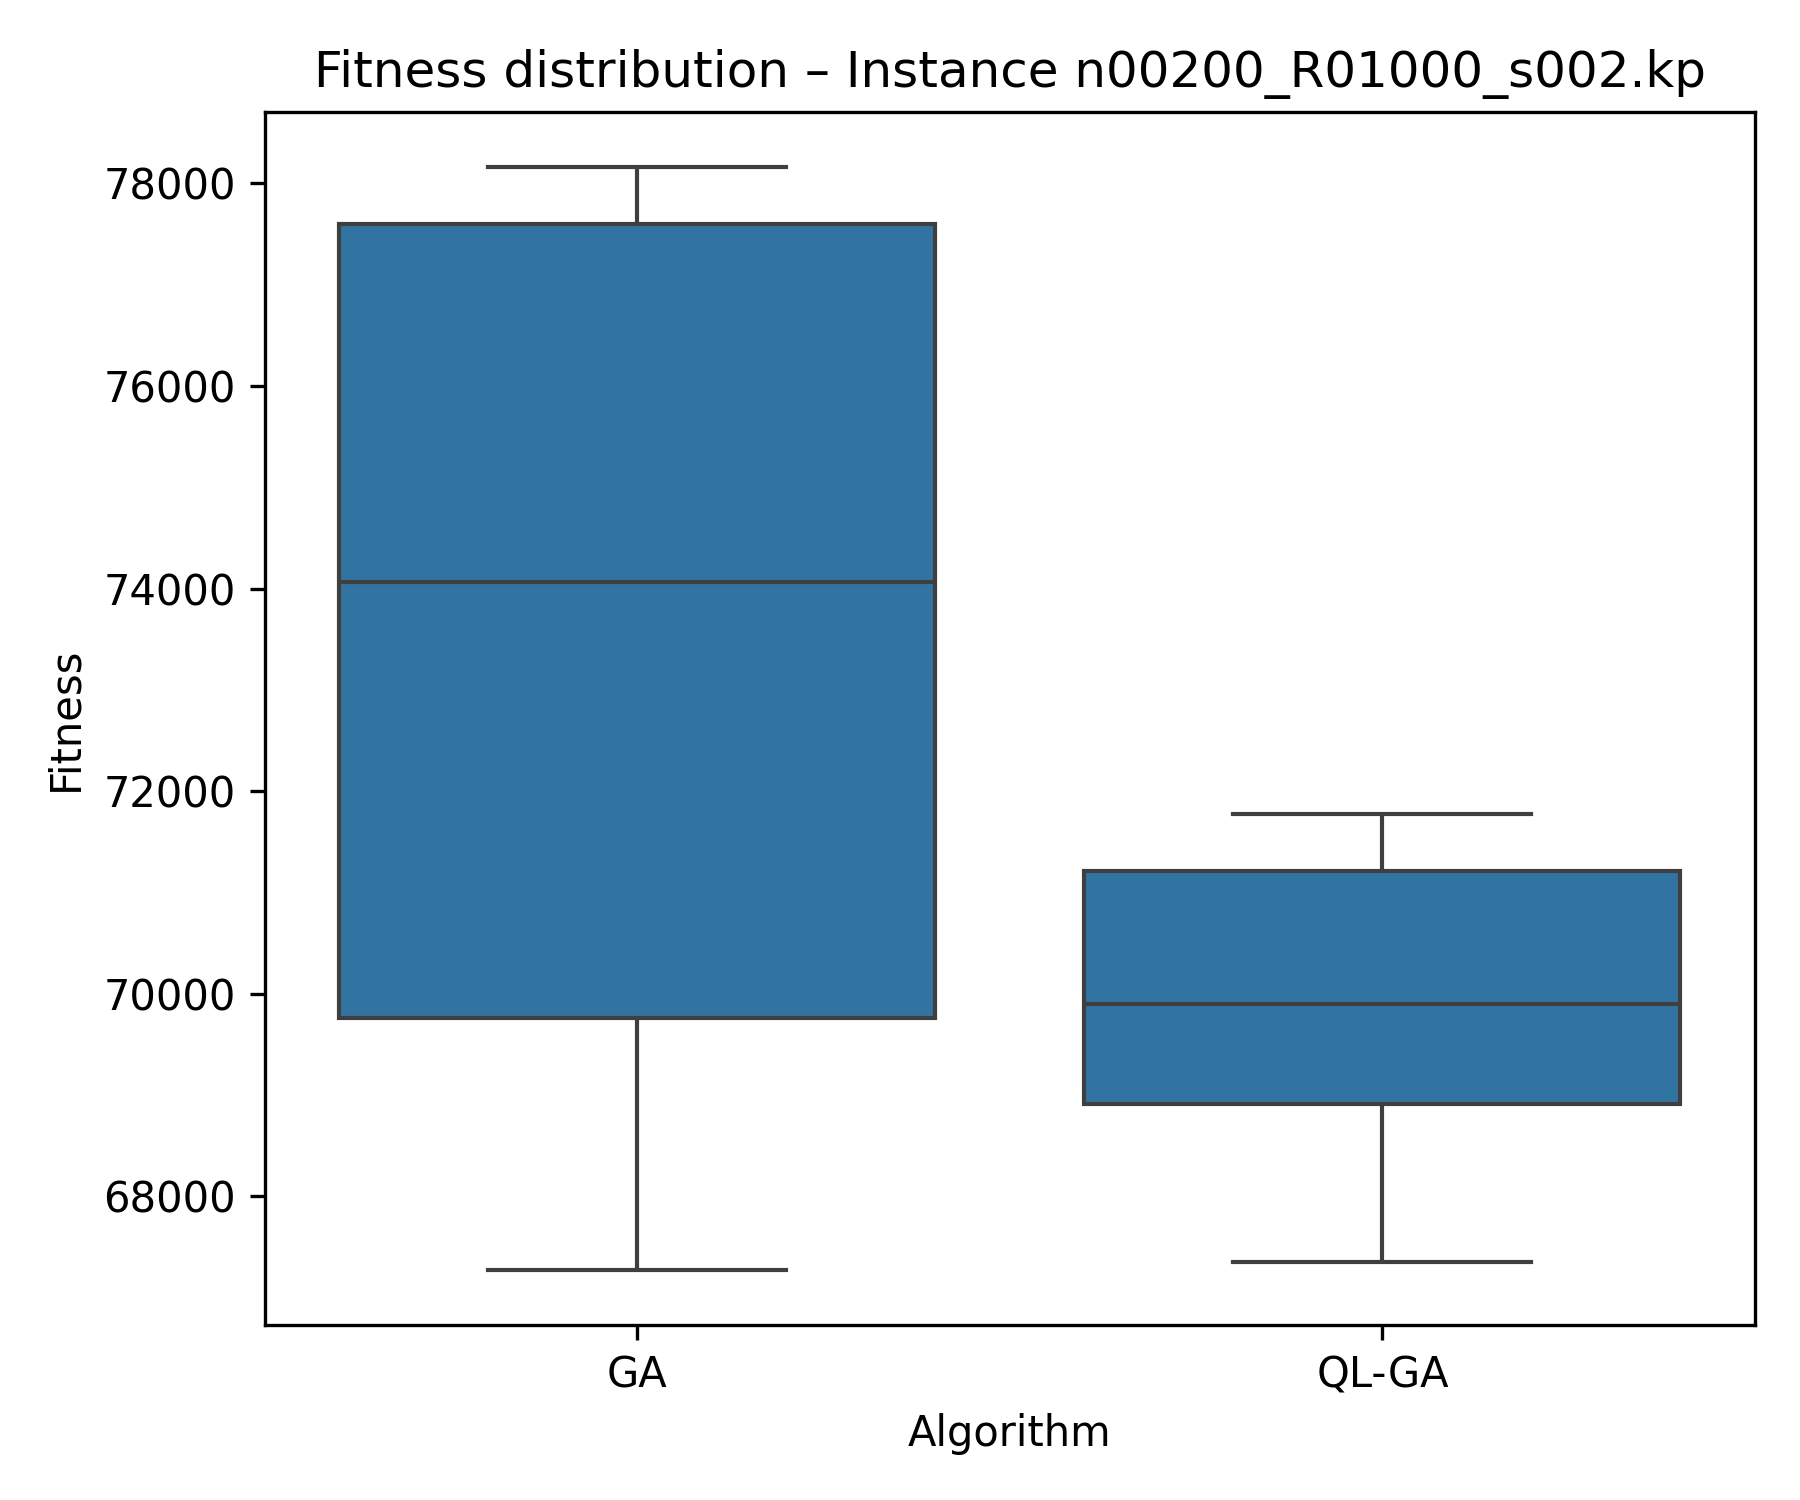 Fitness distribution – Instance n00200_R01000_s002.kp
78000
76000
74000
72000
70000
68000
Fitness
GA
QL-GA
Algorithm